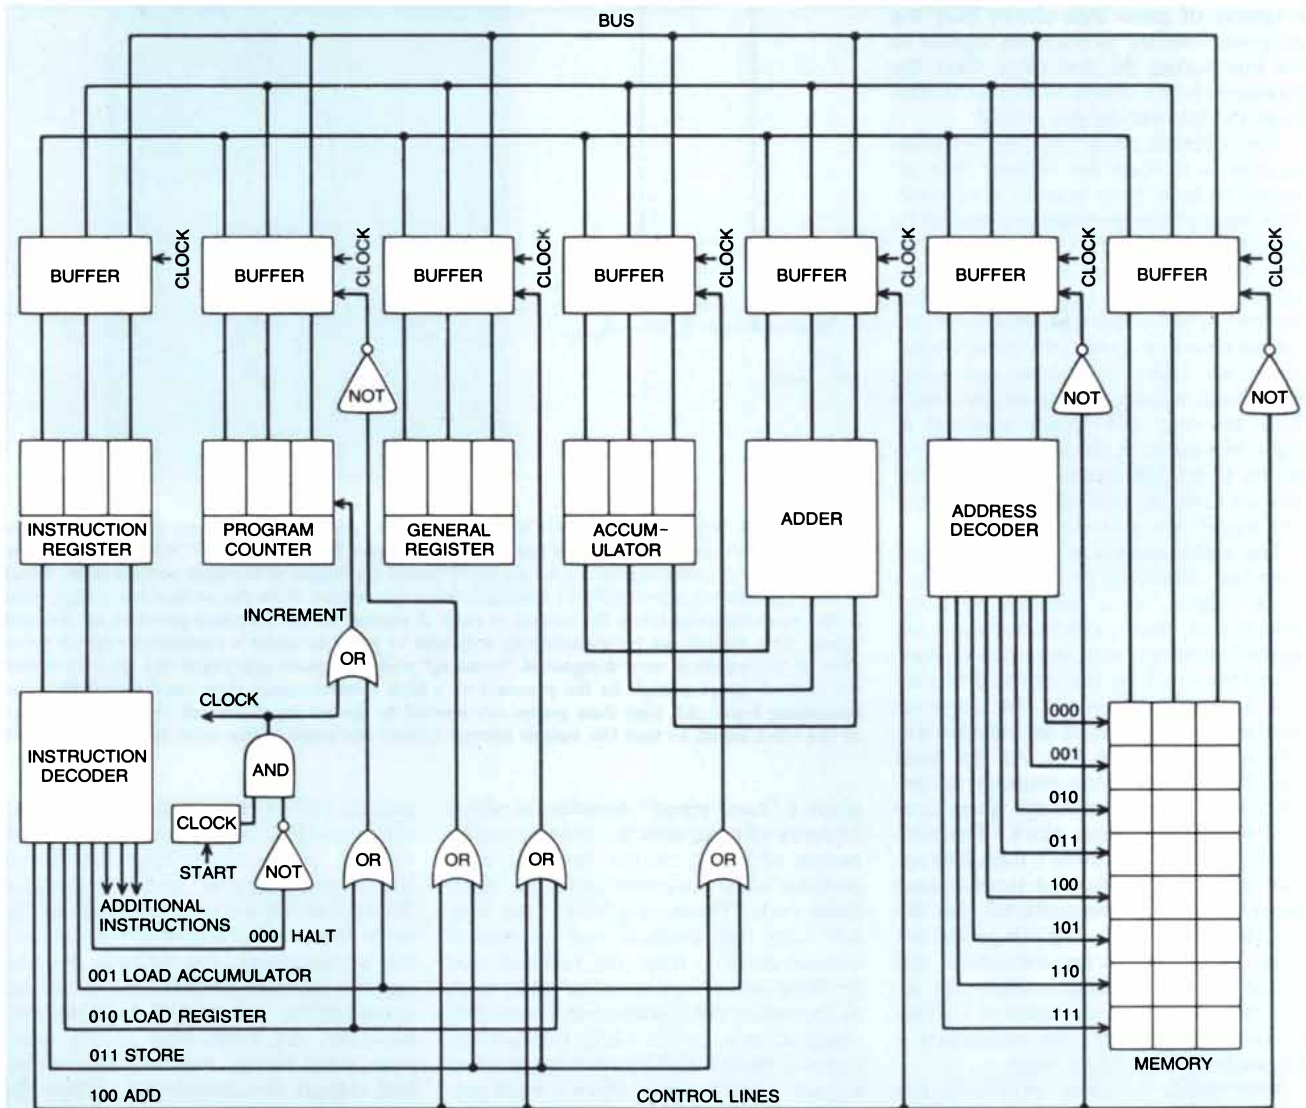 BUS
BUFFER
CLOCK
BUFFER
CLOCK
BUFFER
CLOCK
BUFFER
CLOCK
BUFFER
CLOCK
BUFFER
CLOCK
BUFFER
CLOCK
NOT
NOT
NOT
INSTRUCTION
REGISTER
PROGRAM
COUNTER
GENERAL
REGISTER
ACCUM-
ULATOR
ADDER
ADDRESS
DECODER
INCREMENT
OR
CLOCK
INSTRUCTION
DECODER
AND
CLOCK
START
NOT
OR
OR
OR
OR
000
001
010
011
100
101
110
111
MEMORY
ADDITIONAL
INSTRUCTIONS
000 HALT
001 LOAD ACCUMULATOR
010 LOAD REGISTER
011 STORE
100 ADD
CONTROL LINES